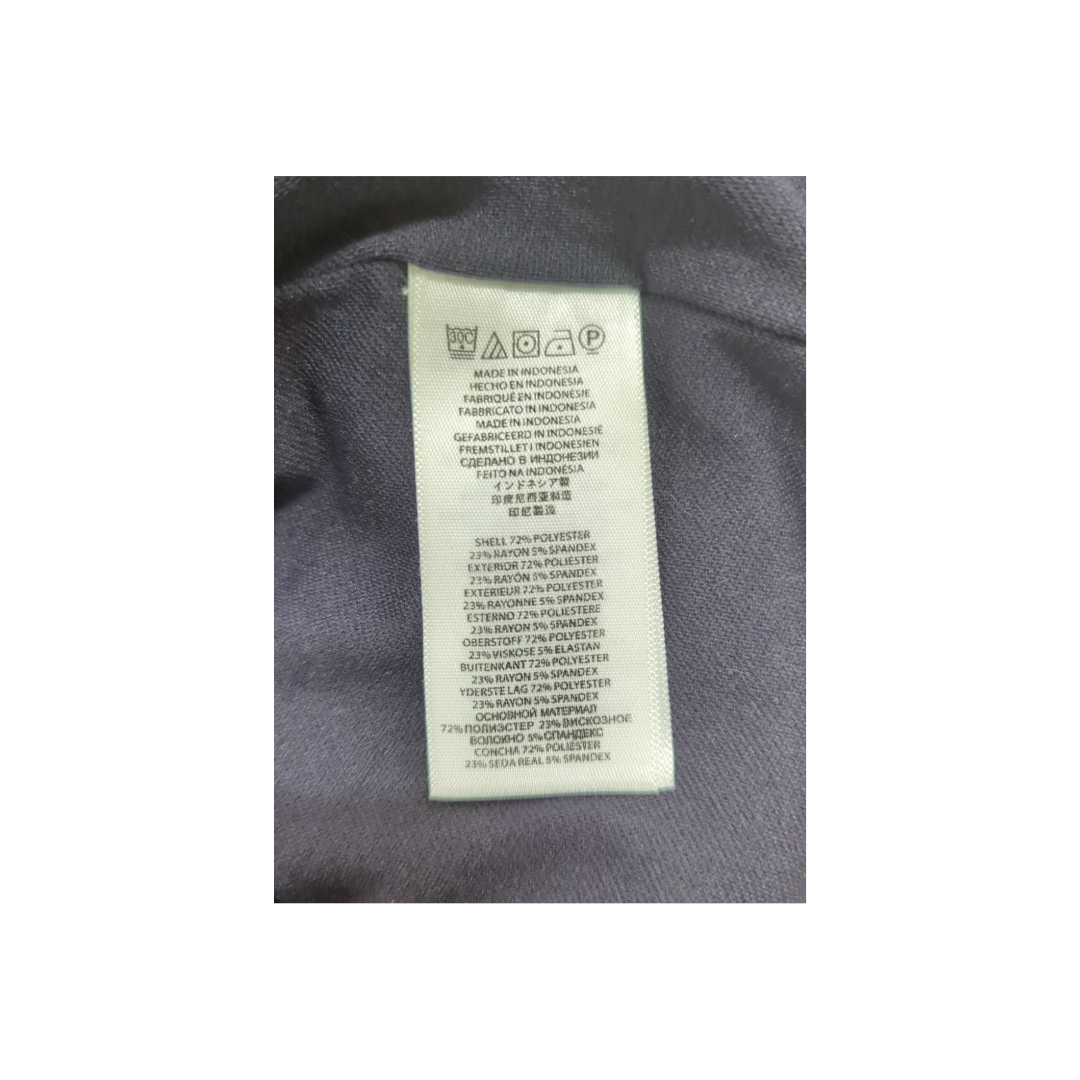 30C
P
MADE IN INDONESIA
HECHO EN INDONESIA
FABRIQUÉ EN INDONÉSIE
FABBRICATO IN INDONESIA
MADE IN INDONESIA
GEFABRICEERD IN INDONESIË
FREMSTILLET I INDONESIEN
СДЕЛАНО В ИНДОНЕЗИИ
FEITO NA INDONÉSIA
インドネシア製
印度尼西亚制造
印尼製造
SHELL 72% POLYESTER
23% RAYON 5% SPANDEX
EXTERIOR 72% POLIÉSTER
23% RAYÓN 5% SPANDEX
EXTÉRIEUR 72% POLYESTER
23% RAYONNE 5% SPANDEX
ESTERNO 72% POLIESTERE
23% RAYON 5% SPANDEX
OBERSTOFF 72% POLYESTER
23% VISKOSE 5% ELASTAN
BUITENKANT 72% POLYESTER
23% RAYON 5% SPANDEX
YDERSTE LAG 72% POLYESTER
23% RAYON 5% SPANDEX
ОСНОВНОЙ МАТЕРИАЛ
72% ПОЛИЭСТЕР 23% ВИСКОЗНОЕ
ВОЛОКНО 5% СПАНДЕКС
CONCHA 72% POLIÉSTER
23% SEDA REAL 5% SPANDEX